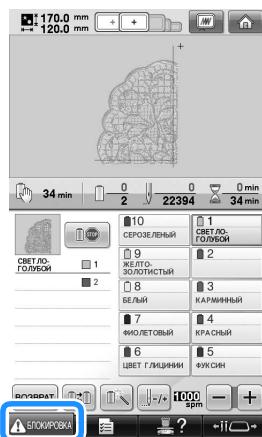 170.0 mm
120.0 mm
34 min
0
2
0
22394
0 min
34 min
СВЕТЛО-
ГОЛУБОЙ
1
2
10
СЕРОЗЕЛЕНЫЙ
1
СВЕТЛО-
ГОЛУБОЙ
9
ЖЕЛТО-
ЗОЛОТИСТЫЙ
2
8
БЕЛЫЙ
3
КАРМИННЫЙ
7
ФИОЛЕТОВЫЙ
4
КРАСНЫЙ
6
ЦВЕТ ГЛИЦИНИИ
5
ФУКСИН
ВОЗВРАТ
-/+
1000
spm
БЛОКИРОВКА
?